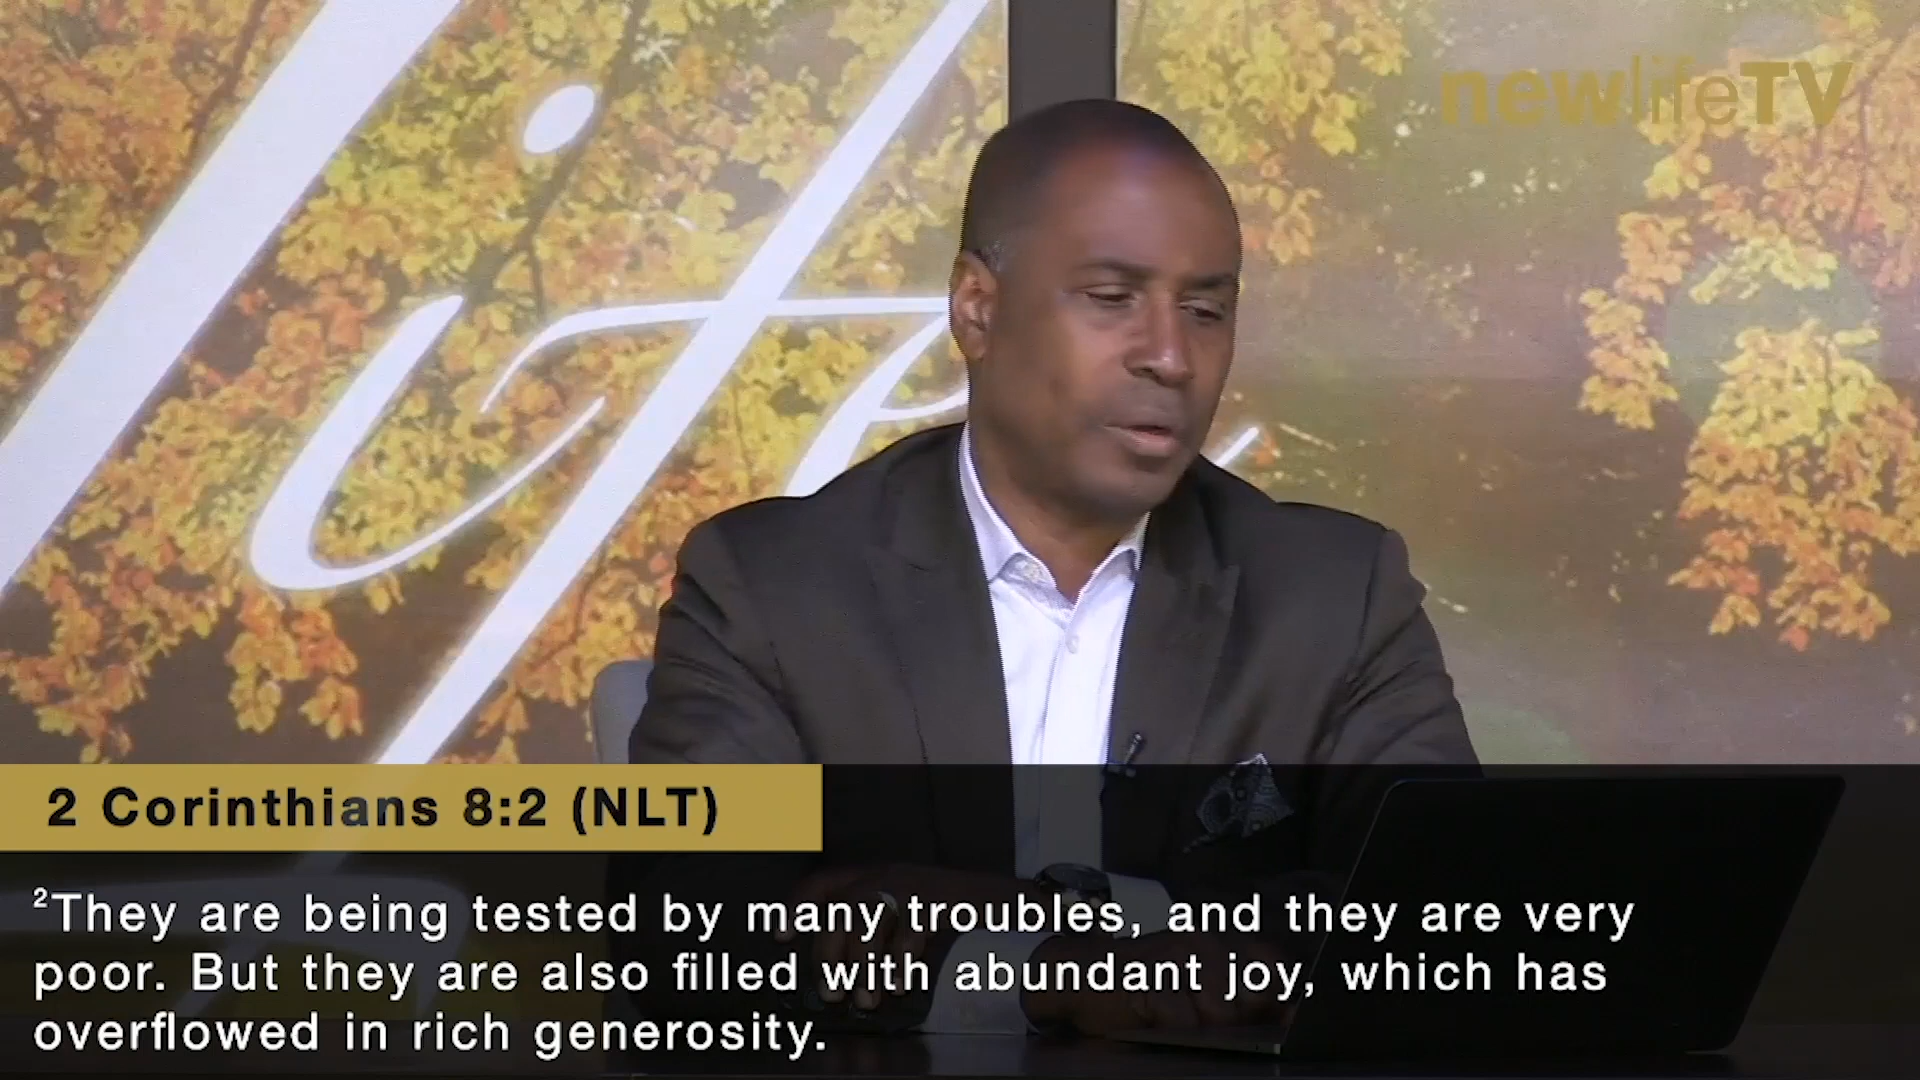 newlifeTV
life
2 Corinthians 8:2 (NLT)
²They are being tested by many troubles, and they are very
poor. But they are also filled with abundant joy, which has
overflowed in rich generosity.